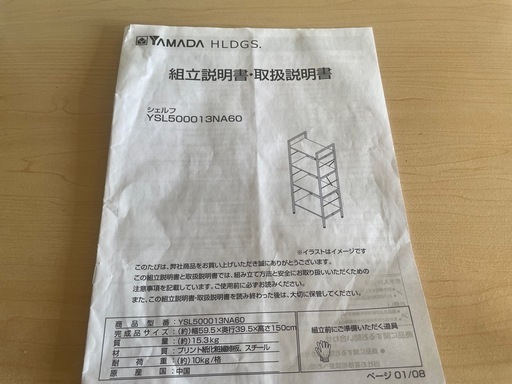 YAMADA HLDGS.
組立説明書・取扱説明書
シェルフ
YSL500013NA60
※イラストはイメージです
このたびは、弊社商品をお買い上げいただき誠にありがとうございます。
この組立説明書と取扱説明書では、組み立て方法と安全にお取り扱いいただくための
注意事項を記載しています。ご使用前に必ずお読みください。
また、この組立説明書・取扱説明書を読み終わった後は、大切に保管してください。
商品型番：YSL500013NA60
完成品サイズ：(約)幅59.5×奥行39.5×高さ150cm
質量：(約)15.3kg
材質：プリント紙化粧繊維板、スチール
耐荷重：(約)10kg/格
原産国：中国
組立前にご準備いただく道具
ページ 01/08